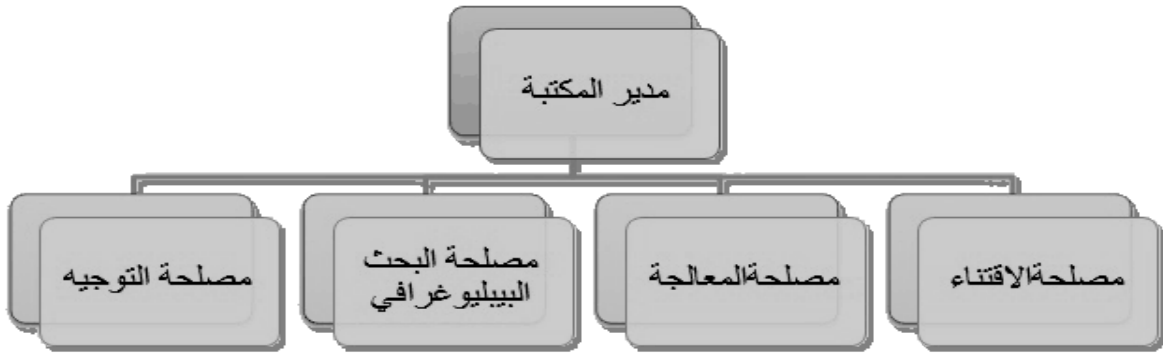 مدير المكتبة
مصلحةالاقتناء
مصلحةالمعالجة
مصلحة البحث
البيبليوغرافي
مصلحة التوجيه